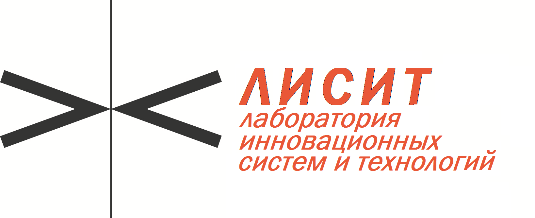 ЛИСИТ
лаборатория
инновационных
систем и технологий